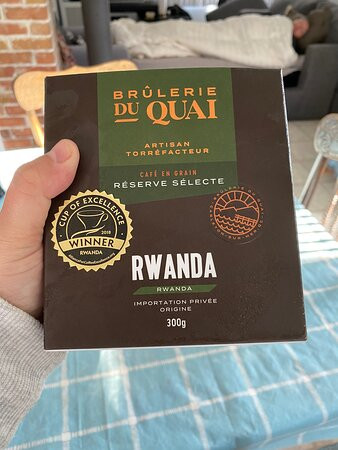 BRÛLERIE
DU QUAI
ARTISAN
TORRÉFACTEUR
CAFÉ EN GRAIN
RÉSERVE SÉLECTE
CUP OF EXCELLENCE
2018
WINNER
RWANDA
RWANDA
RWANDA
IMPORTATION PRIVÉE
ORIGINE
300g